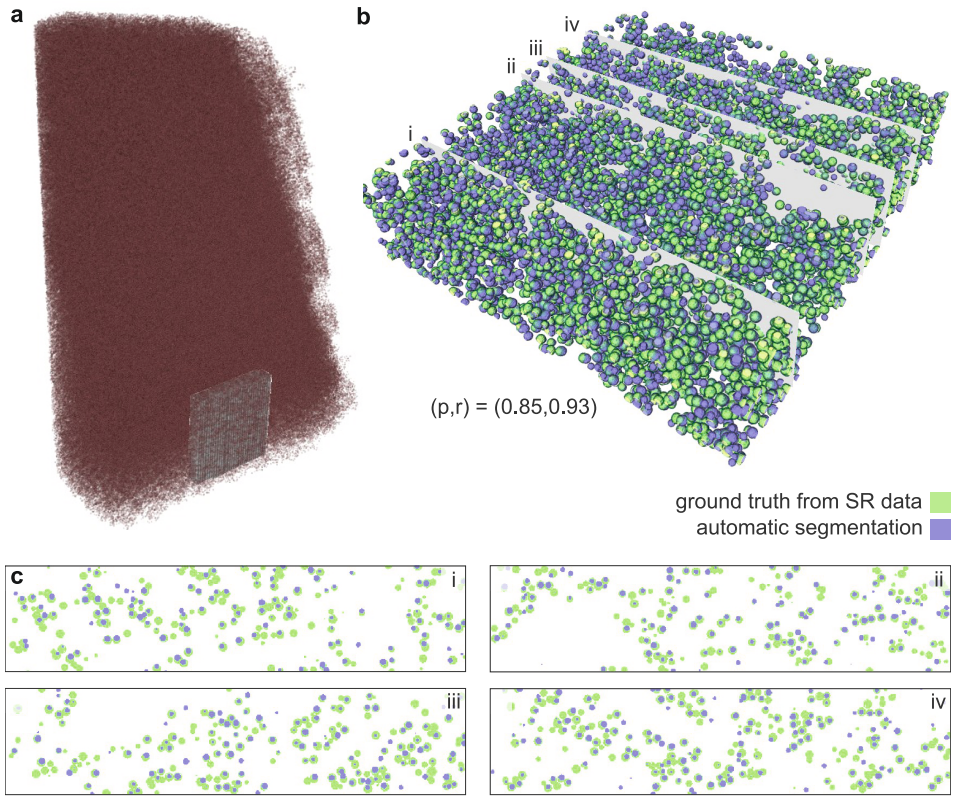 a
b
iv
iii
ii
i
(p,r) = (0.85,0.93)
ground truth from SR data
automatic segmentation
c
i
ii
iii
iv